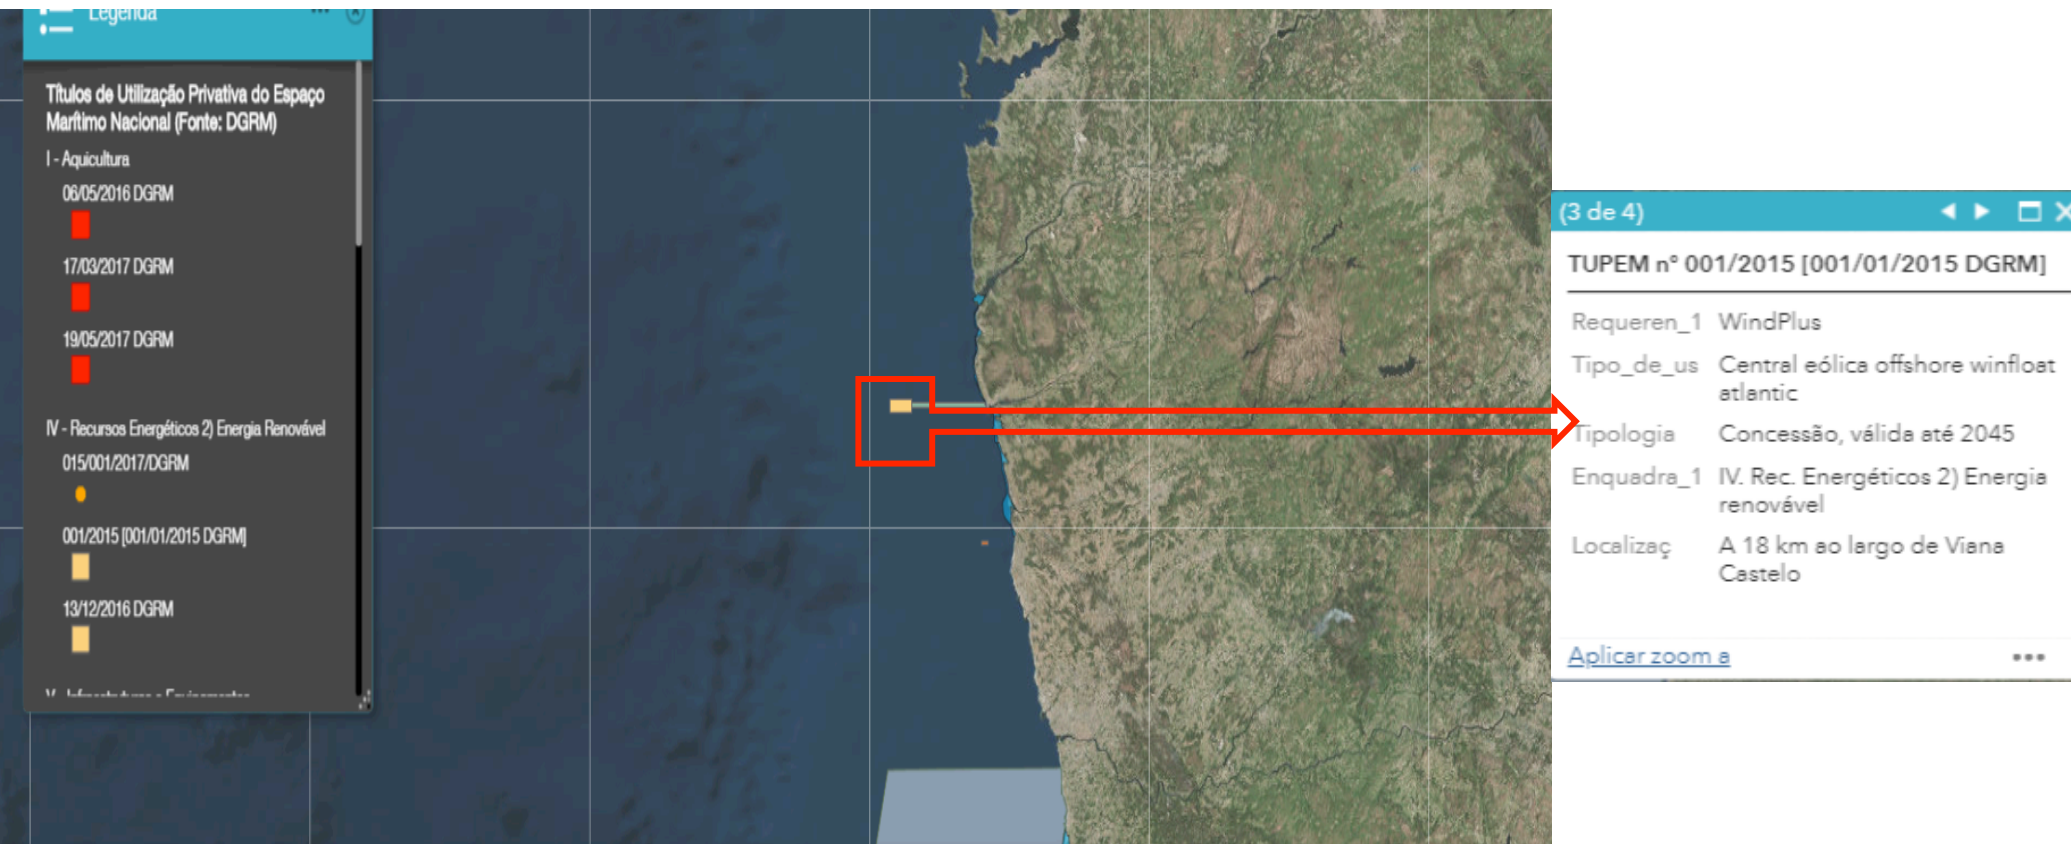 Legenda
Títulos de Utilização Privativa do Espaço
Marítimo Nacional (Fonte: DGRM)
I - Aquicultura
06/05/2016 DGRM
17/03/2017 DGRM
19/05/2017 DGRM
IV - Recursos Energéticos 2) Energia Renovável
015/001/2017/DGRM
001/2015 [001/01/2015 DGRM]
13/12/2016 DGRM
V - Infraestruturas e Equipamentos
(3 de 4)
TUPEM nº 001/2015 [001/01/2015 DGRM]
Requeren_1 WindPlus
Tipo_de_us Central eólica offshore winfloat
atlantic
Tipologia Concessão, válida até 2045
Enquadra_1 IV. Rec. Energéticos 2) Energia
renovável
Localizaç A 18 km ao largo de Viana
Castelo
Aplicar zoom a